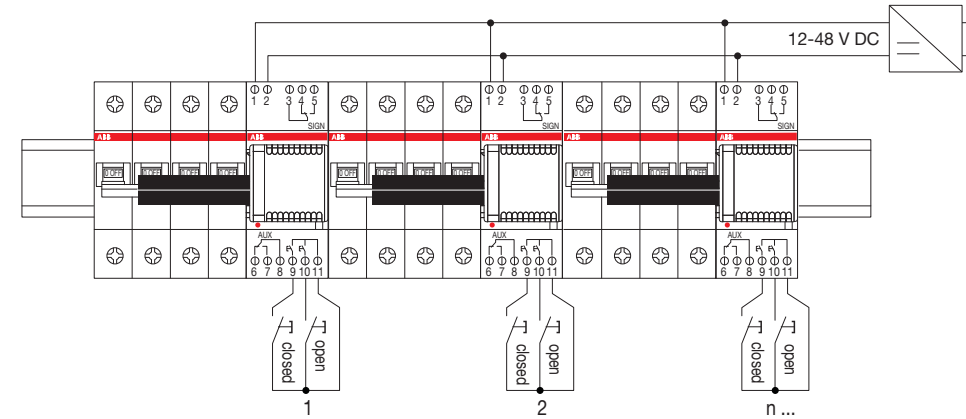 12-48 V DC
1 2 3 4 5 1 2 3 4 5 1 2 3 4 5
SIGN SIGN SIGN
ABB ABB ABB ABB ABB ABB
0 OFF 0 OFF 0 OFF 0 OFF 0 OFF 0 OFF 0 OFF 0 OFF 0 OFF 0 OFF 0 OFF 0 OFF
AUX AUX AUX
6 7 8 9 10 11 6 7 8 9 10 11 6 7 8 9 10 11
closed open closed open closed open
1 2 n ...